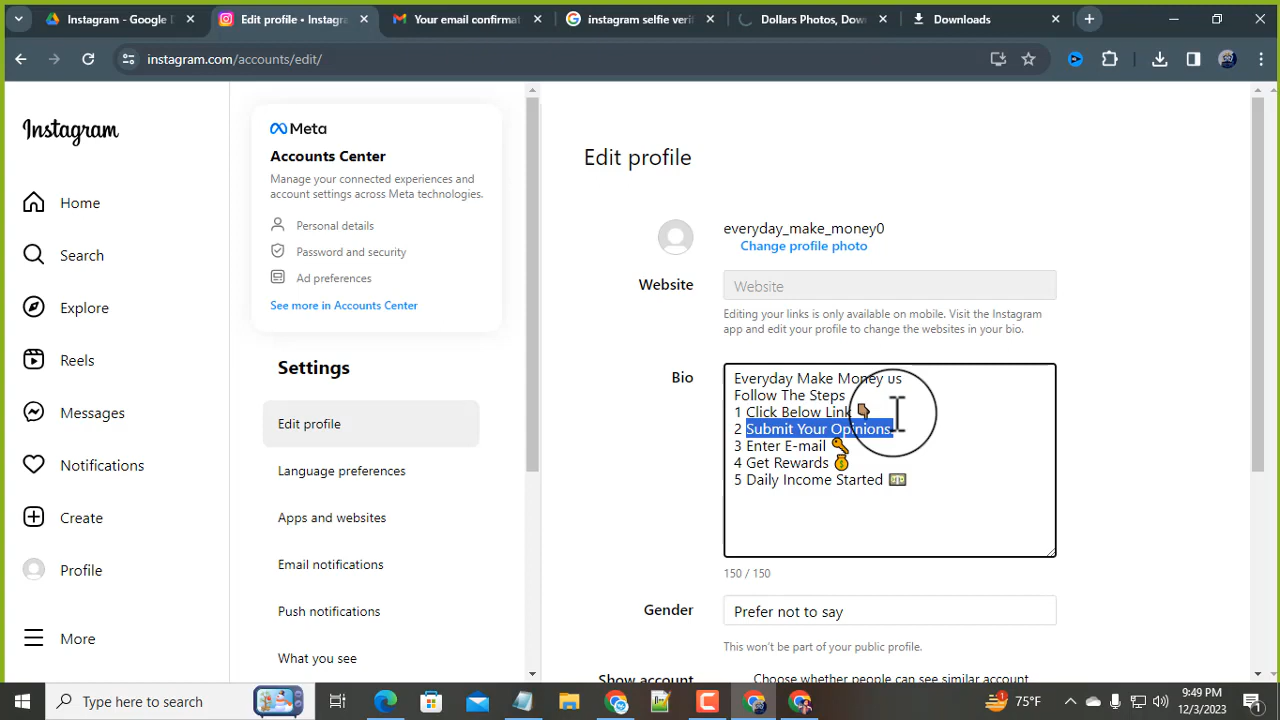 Instagram - Google D
Edit profile • Instagra
Your email confirmat
instagram selfie veri
Dollars Photos, Dow
Downloads
instagram.com/accounts/edit/
Instagram
Home
Search
Explore
Reels
Messages
Notifications
Create
Profile
More
Meta
Accounts Center
Manage your connected experiences and
account settings across Meta technologies.
Personal details
Password and security
Ad preferences
See more in Accounts Center
Settings
Edit profile
Language preferences
Apps and websites
Email notifications
Push notifications
What you see
Edit profile
everyday_make_money0
Change profile photo
Website
Website
Editing your links is only available on mobile. Visit the Instagram
app and edit your profile to change the websites in your bio.
Bio
Everyday Make Money us
Follow The Steps
1 Click Below Link 👇🏾
2 Submit Your Opinions.
3 Enter E-mail 🔑
4 Get Rewards 💰
5 Daily Income Started 💵
150 / 150
Gender
Prefer not to say
This won't be part of your public profile.
Show account
Choose whether people can see similar account
Type here to search
75°F
9:49 PM
12/3/2023
1